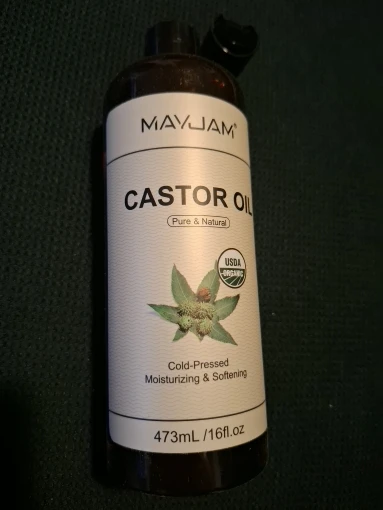 MAYJAM®
CASTOR OIL
Pure & Natural
USDA
ORGANIC
Cold-Pressed
Moisturizing & Softening
473mL /16fl.oz